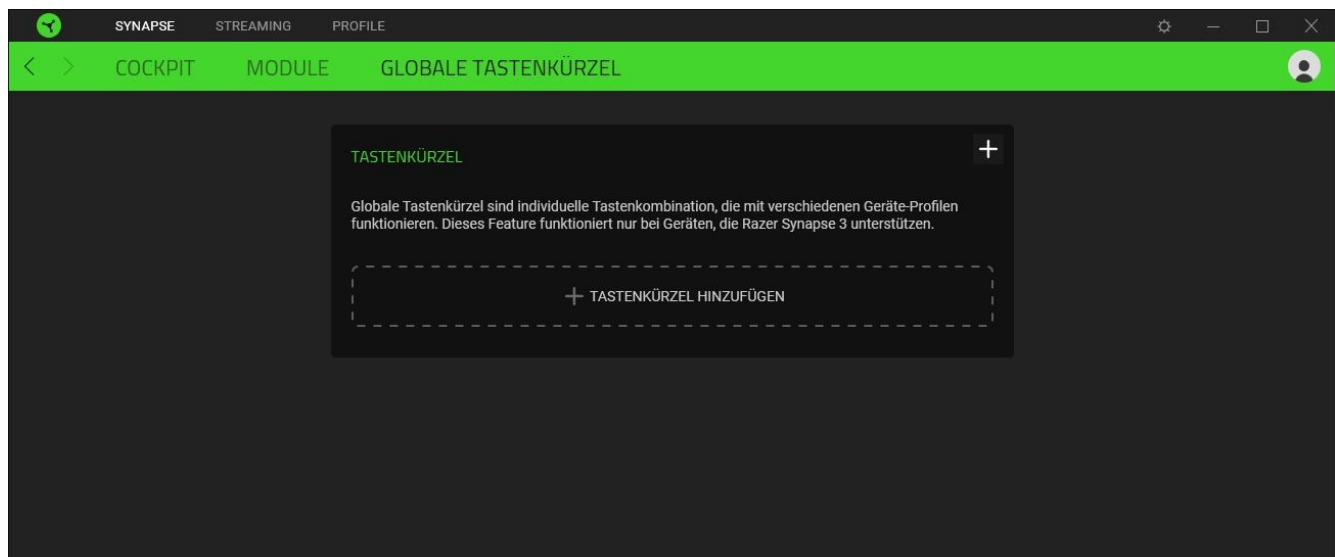 SYNAPSE STREAMING PROFILE
COCKPIT MODULE GLOBALE TASTENKÜRZEL
TASTENKÜRZEL
Globale Tastenkürzel sind individuelle Tastenkombination, die mit verschiedenen Geräte-Profilen
funktionieren. Dieses Feature funktioniert nur bei Geräten, die Razer Synapse 3 unterstützen.
TASTENKÜRZEL HINZUFÜGEN